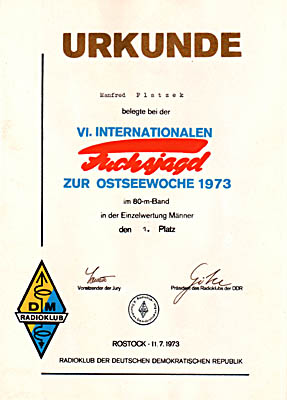 URKUNDE
Manfred Platzek
belegte bei der
VI. INTERNATIONALEN
Fuchsjagd
ZUR OSTSEEWOCHE 1973
im 80-m-Band
in der Einzelwertung Männer
den 1. Platz
Vorsitzender der Jury
Präsident des Radioklubs der DDR
DM
RADIOKLUB
ROSTOCK · 11.7.1973
RADIOKLUB DER DEUTSCHEN DEMOKRATISCHEN REPUBLIK